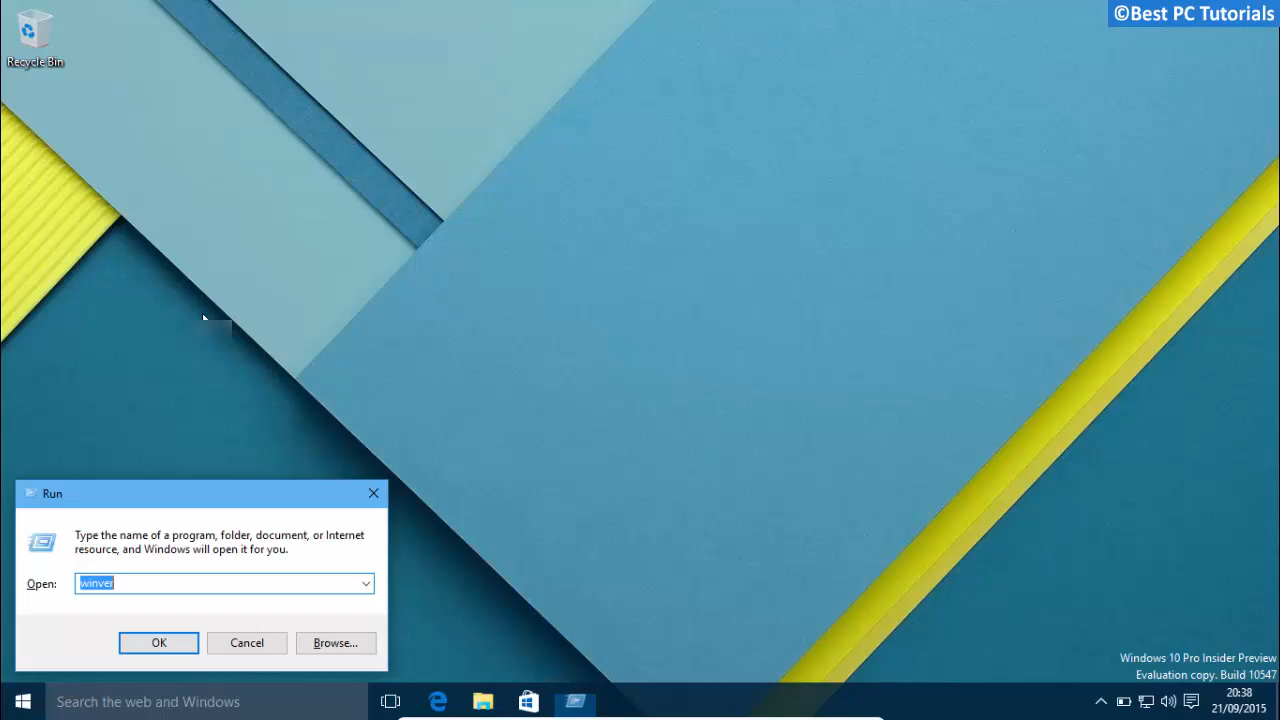 ©Best PC Tutorials
Recycle Bin
Run
Type the name of a program, folder, document, or Internet
resource, and Windows will open it for you.
Open:
winver
OK
Cancel
Browse...
Windows 10 Pro Insider Preview
Evaluation copy. Build 10547
Search the web and Windows
20:38
21/09/2015